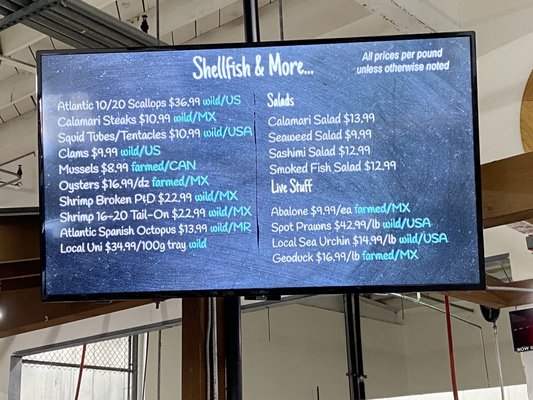 Shellfish & More...
All prices per pound
unless otherwise noted
Atlantic 10/20 Scallops $36.99 wild/US
Calamari Steaks $10.99 wild/MX
Squid Tubes/Tentacles $10.99 wild/USA
Clams $9.99 wild/US
Mussels $8.99 farmed/CAN
Oysters $16.99/dz farmed/MX
Shrimp Broken P&D $22.99 wild/MX
Shrimp 16-20 Tail-On $22.99 wild/MX
Atlantic Spanish Octopus $13.99 wild/MR
Local Uni $34.99/100g tray wild
Salads
Calamari Salad $13.99
Seaweed Salad $9.99
Sashimi Salad $12.99
Smoked Fish Salad $12.99
Live Stuff
Abalone $9.99/ea farmed/MX
Spot Prawns $42.99/lb wild/USA
Local Sea Urchin $14.99/lb wild/USA
Geoduck $16.99/lb farmed/MX
NOW